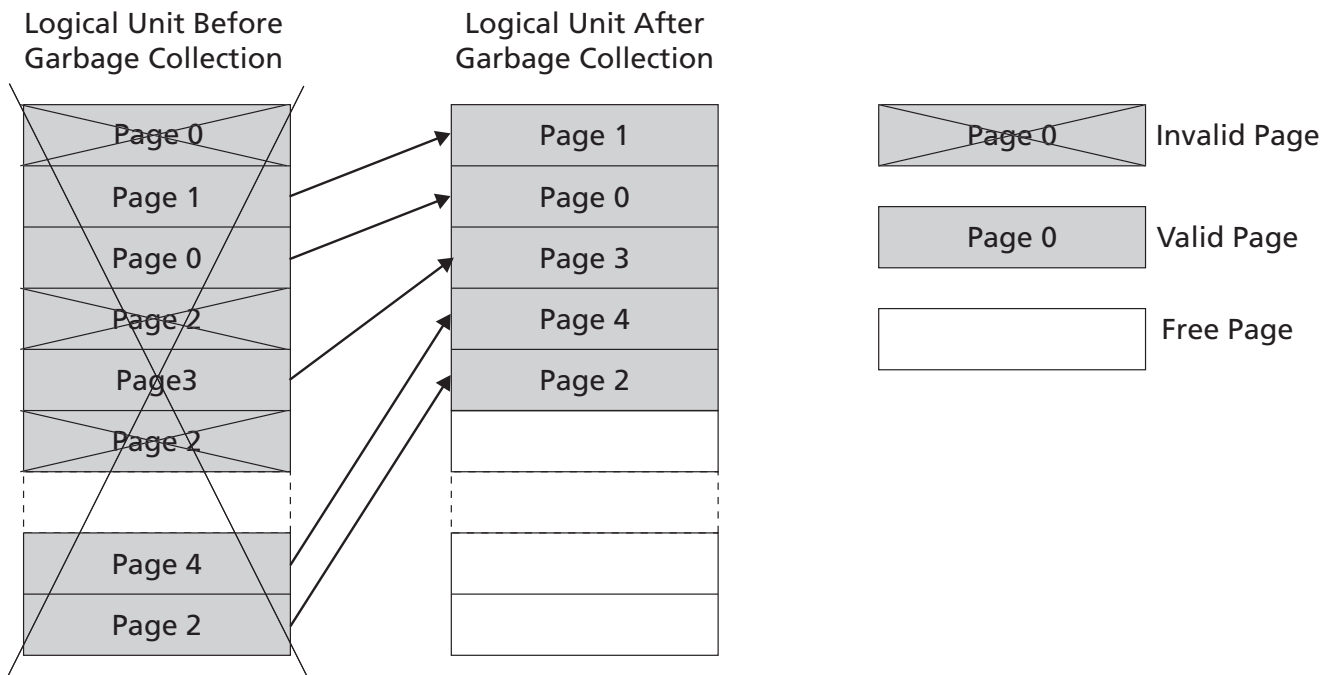 Logical Unit Before
Garbage Collection
Logical Unit After
Garbage Collection
Page 0
Page 1
Page 0
Page 2
Page3
Page 2
Page 4
Page 2
Page 1
Page 0
Page 3
Page 4
Page 2
Page 0
Invalid Page
Page 0
Valid Page
Free Page